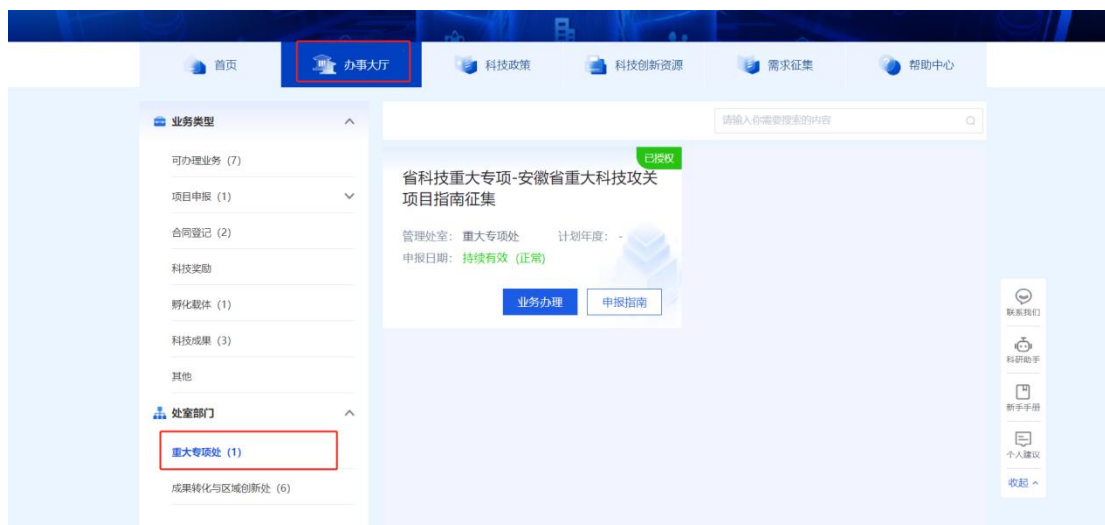 首页
办事大厅
科技政策
科技创新资源
需求征集
帮助中心
业务类型
可办理业务 (7)
项目申报 (1)
合同登记 (2)
科技奖励
孵化载体 (1)
科技成果 (3)
其他
处室部门
重大专项处 (1)
成果转化与区域创新处 (6)
请输入你需要搜索的内容
已授权
省科技重大专项-安徽省重大科技攻关
项目指南征集
管理处室： 重大专项处 计划年度： -
申报日期： 持续有效 (正常)
业务办理
申报指南
联系我们
科研助手
新手手册
个人建议
收起